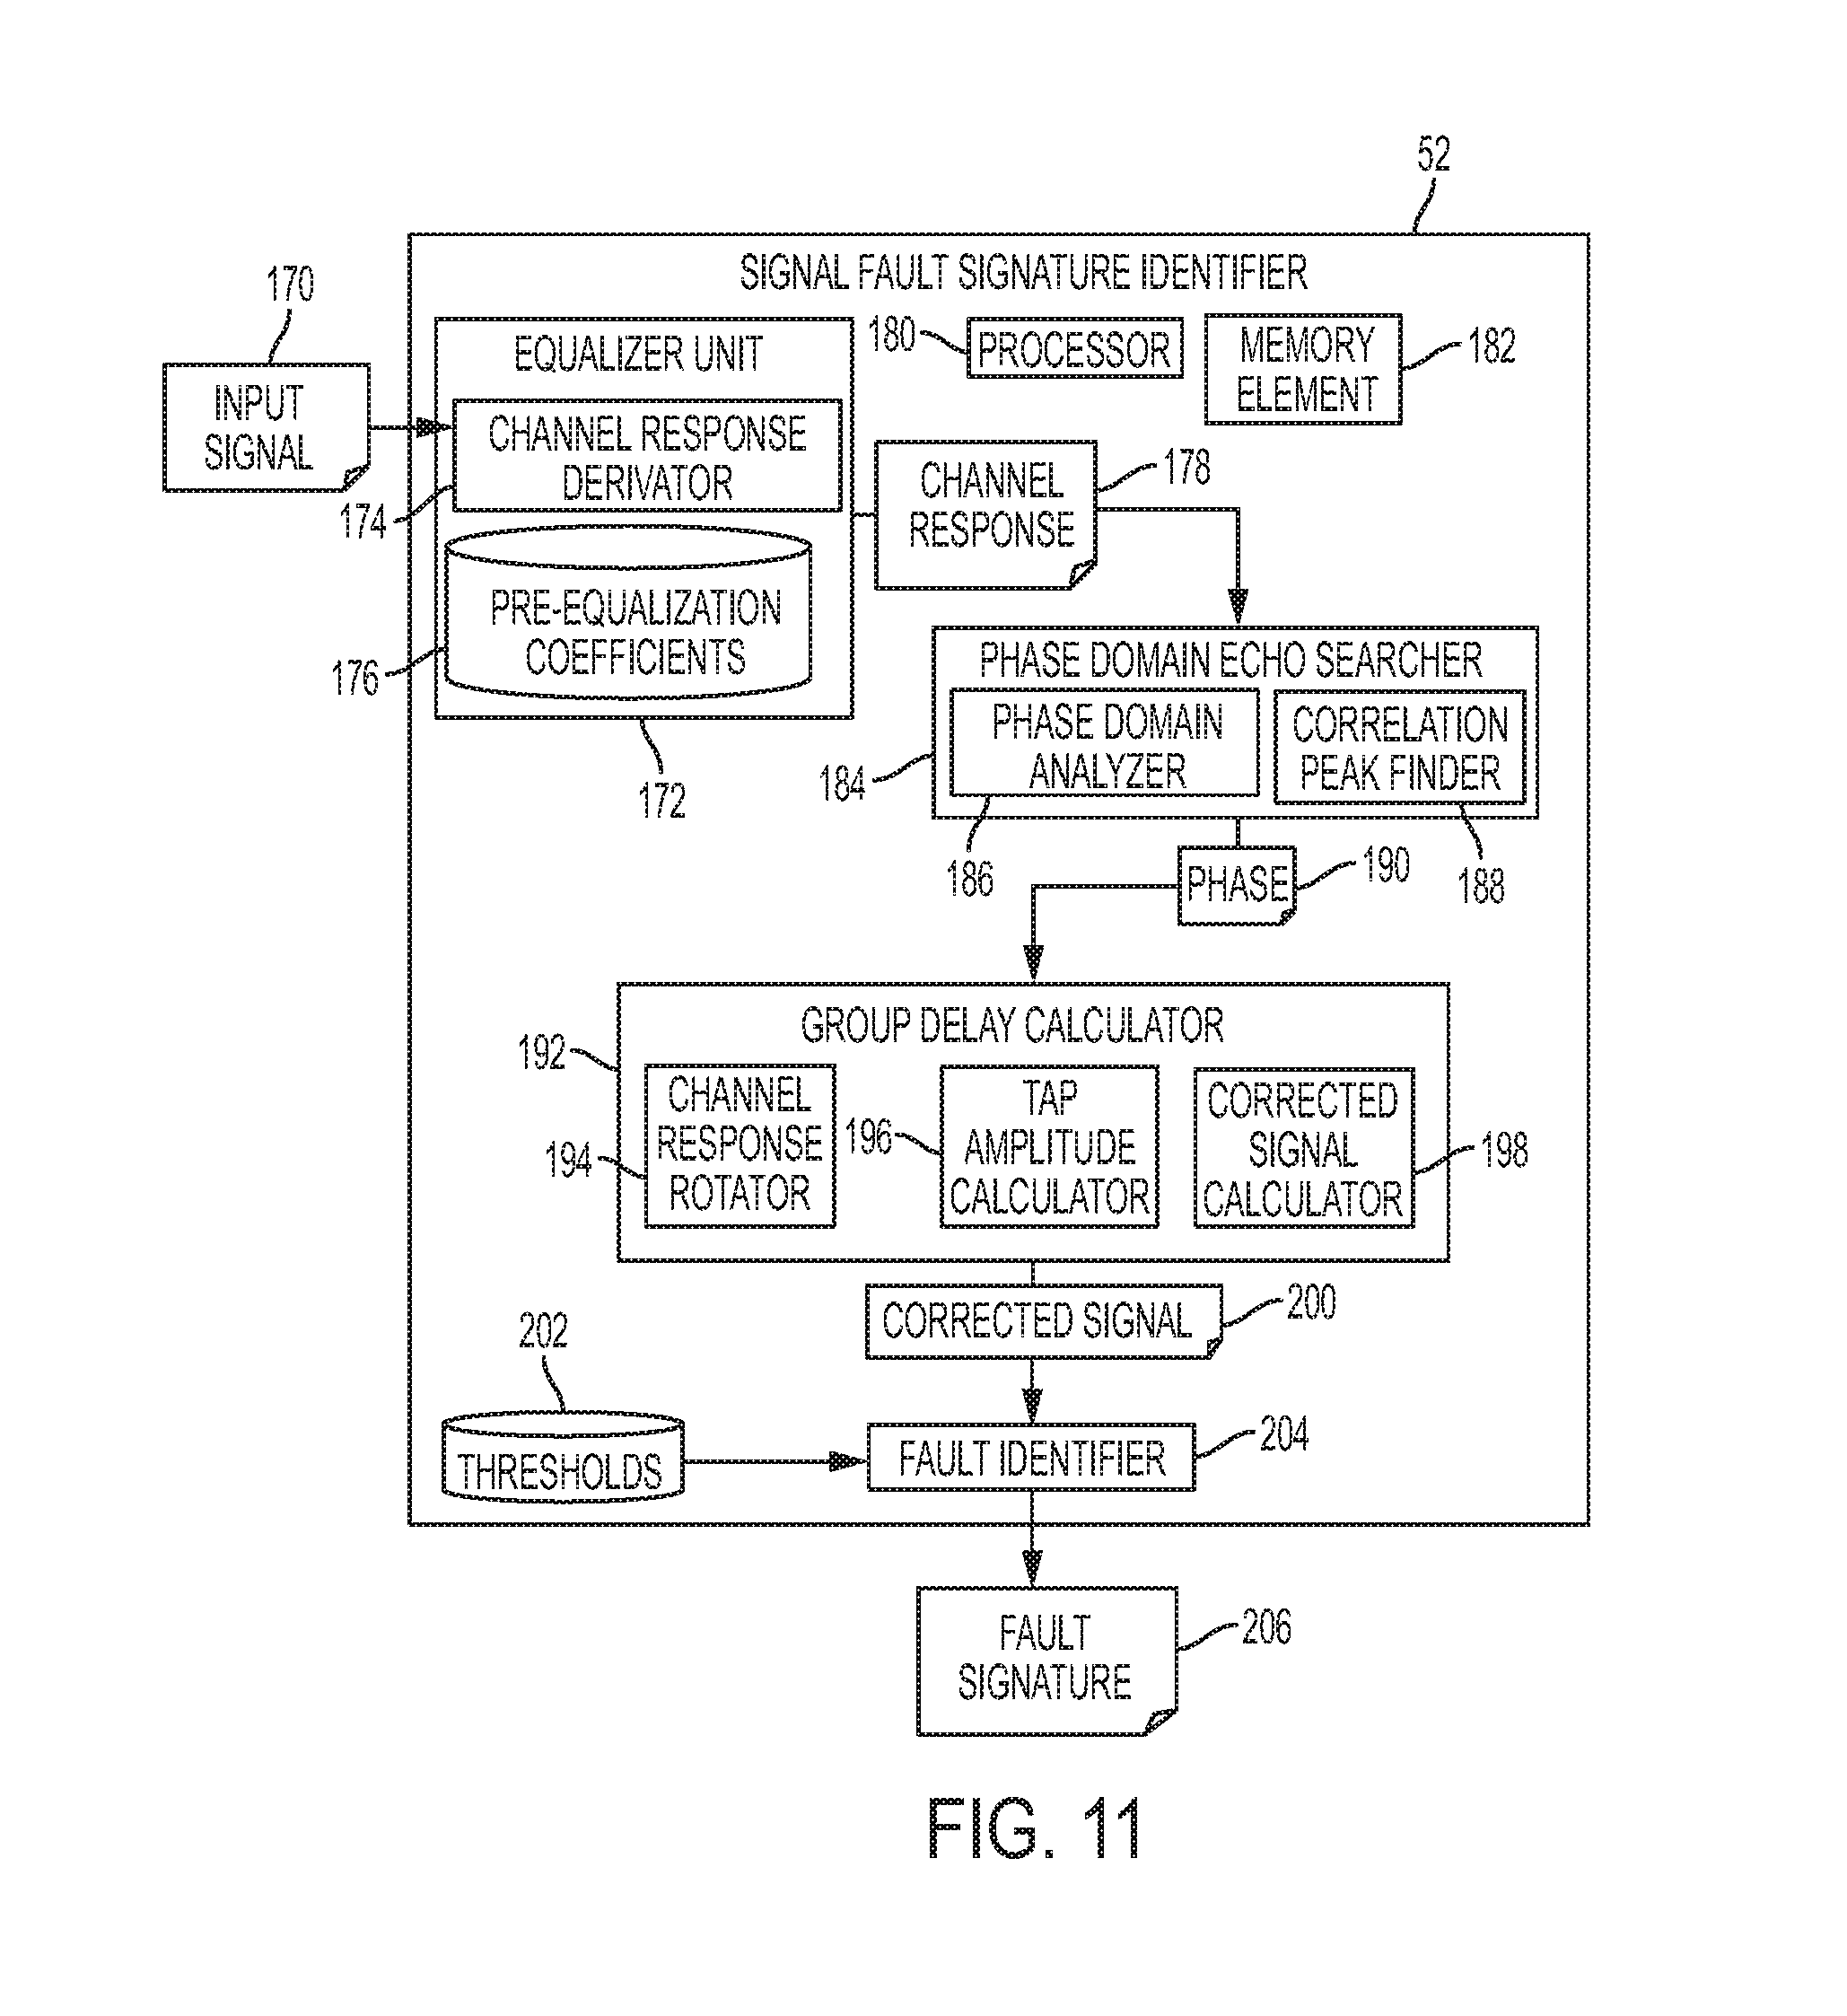 52
SIGNAL FAULT SIGNATURE IDENTIFIER
170
INPUT
SIGNAL
EQUALIZER UNIT
CHANNEL RESPONSE
DERIVATOR
174
PRE-EQUALIZATION
COEFFICIENTS
176
172
180
PROCESSOR
MEMORY
ELEMENT
182
CHANNEL
RESPONSE
178
PHASE DOMAIN ECHO SEARCHER
PHASE DOMAIN
ANALYZER
CORRELATION
PEAK FINDER
184
186
188
PHASE
190
GROUP DELAY CALCULATOR
192
CHANNEL
RESPONSE
ROTATOR
194
TAP
AMPLITUDE
CALCULATOR
196
CORRECTED
SIGNAL
CALCULATOR
198
CORRECTED SIGNAL
200
202
THRESHOLDS
FAULT IDENTIFIER
204
FAULT
SIGNATURE
206
FIG. 11